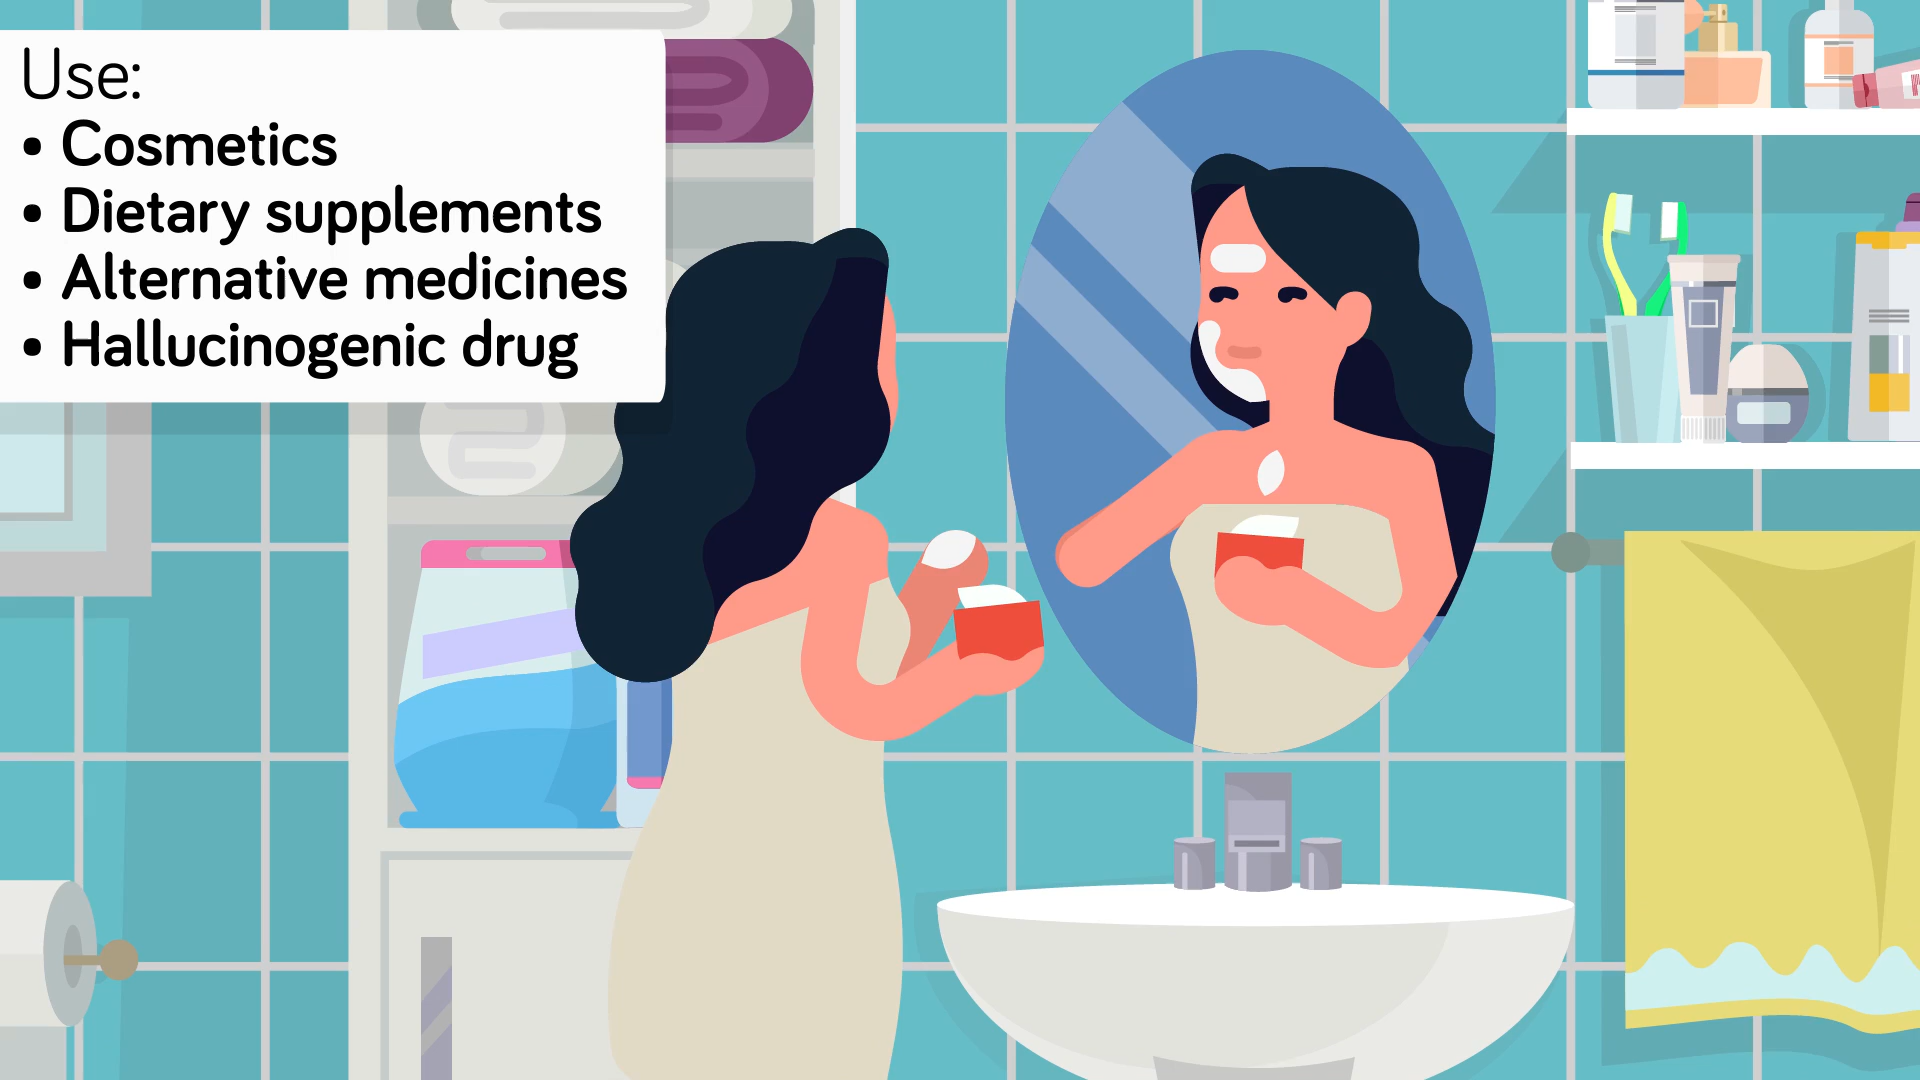 Use:
• Cosmetics
• Dietary supplements
• Alternative medicines
• Hallucinogenic drug